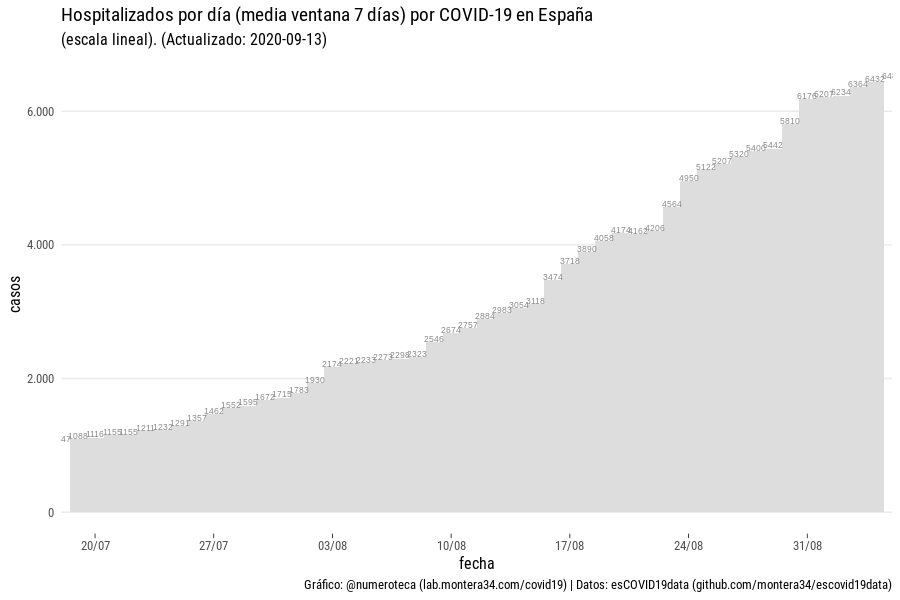 Hospitalizados por día (media ventana 7 días) por COVID-19 en España
(escala lineal). (Actualizado: 2020-09-13)
casos
6.000
4.000
2.000
0
47 1088 1116 1155 1155 1211 1232 1291 1357 1462 1552 1595 1672 1715 1783 1930 2174 2221 2233 2273 2298 2323 2546 2674 2757 2884 2983 3054 3118 3474 3718 3890 4058 4174 4162 4206 4564 4950 5122 5207 5320 5400 5442 5810 6176 6207 6234 6364 6432
20/07 27/07 03/08 10/08 17/08 24/08 31/08
fecha
Gráfico: @numeroteca (lab.montera34.com/covid19) | Datos: esCOVID19data (github.com/montera34/escovid19data)